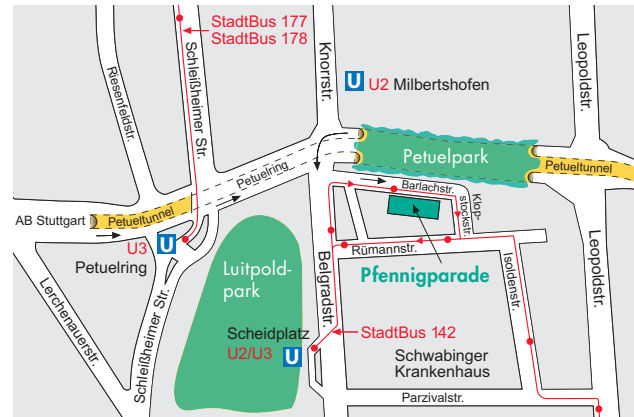 StadtBus 177
StadtBus 178
Riesenfeldstr.
Schleißheimer Str.
Knorrstr.
Leopoldstr.
U
U2 Milbertshofen
Petuelpark
Petueltunnel
Petuelring
Barlachstr.
Klop-
stockstr.
AB Stuttgart
Petueltunnel
U3
U
Petuelring
Rümannstr.
Pfennigparade
Luitpold-
park
Belgradstr.
Isoldenstr.
Leopoldstr.
Lerchenauerstr.
Schleißheimer Str.
Scheidplatz
U2/U3
U
StadtBus 142
Schwabinger
Krankenhaus
Parzivalstr.